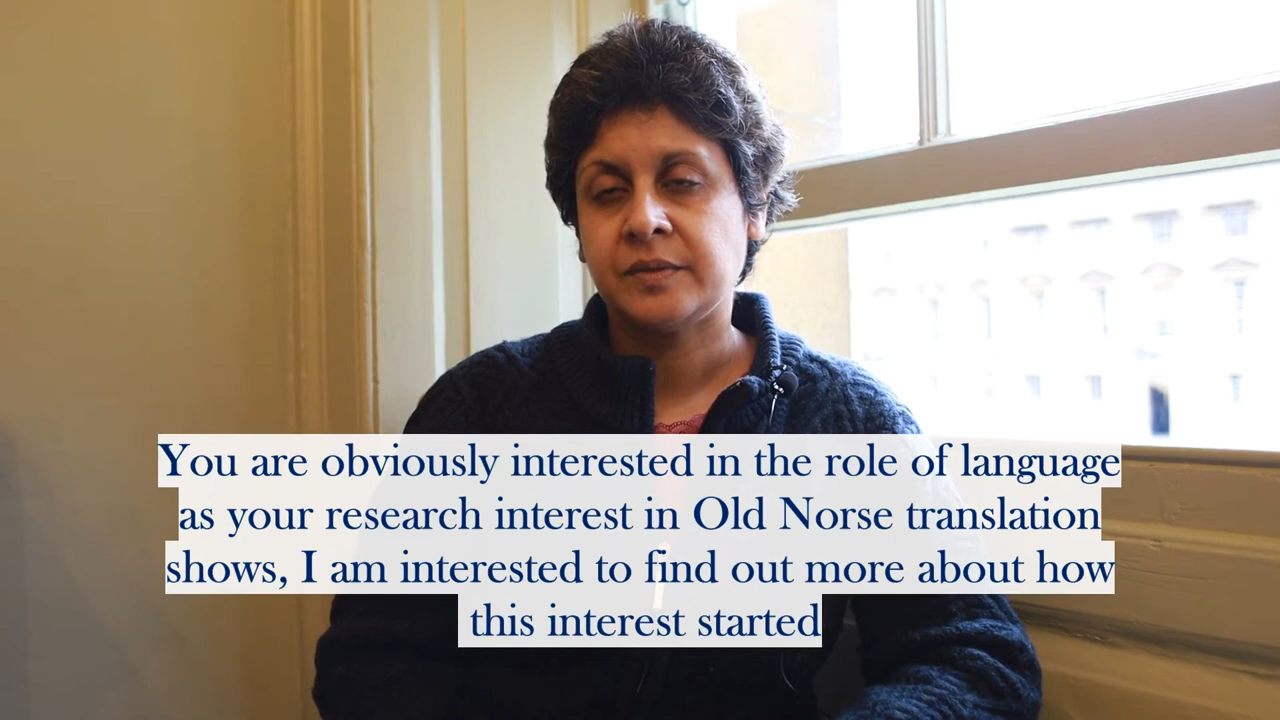 You are obviously interested in the role of language
as your research interest in Old Norse translation
shows, I am interested to find out more about how
this interest started